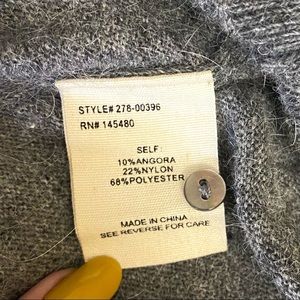 STYLE# 278-00396
RN# 145480
SELF:
10%ANGORA
22%NYLON
68%POLYESTER
MADE IN CHINA
SEE REVERSE FOR CARE